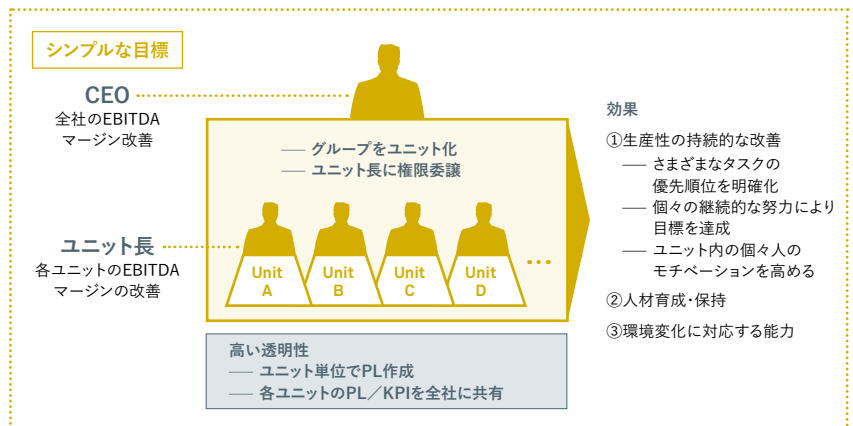 シンプルな目標
CEO
全社のEBITDA
マージン改善
── グループをユニット化
── ユニット長に権限委譲
ユニット長
各ユニットのEBITDA
マージンの改善
Unit
A
Unit
B
Unit
C
Unit
D
…
高い透明性
── ユニット単位でPL作成
── 各ユニットのPL／KPIを全社に共有
効果
①生産性の持続的な改善
── さまざまなタスクの
優先順位を明確化
── 個々の継続的な努力により
目標を達成
── ユニット内の個々人の
モチベーションを高める
②人材育成・保持
③環境変化に対応する能力